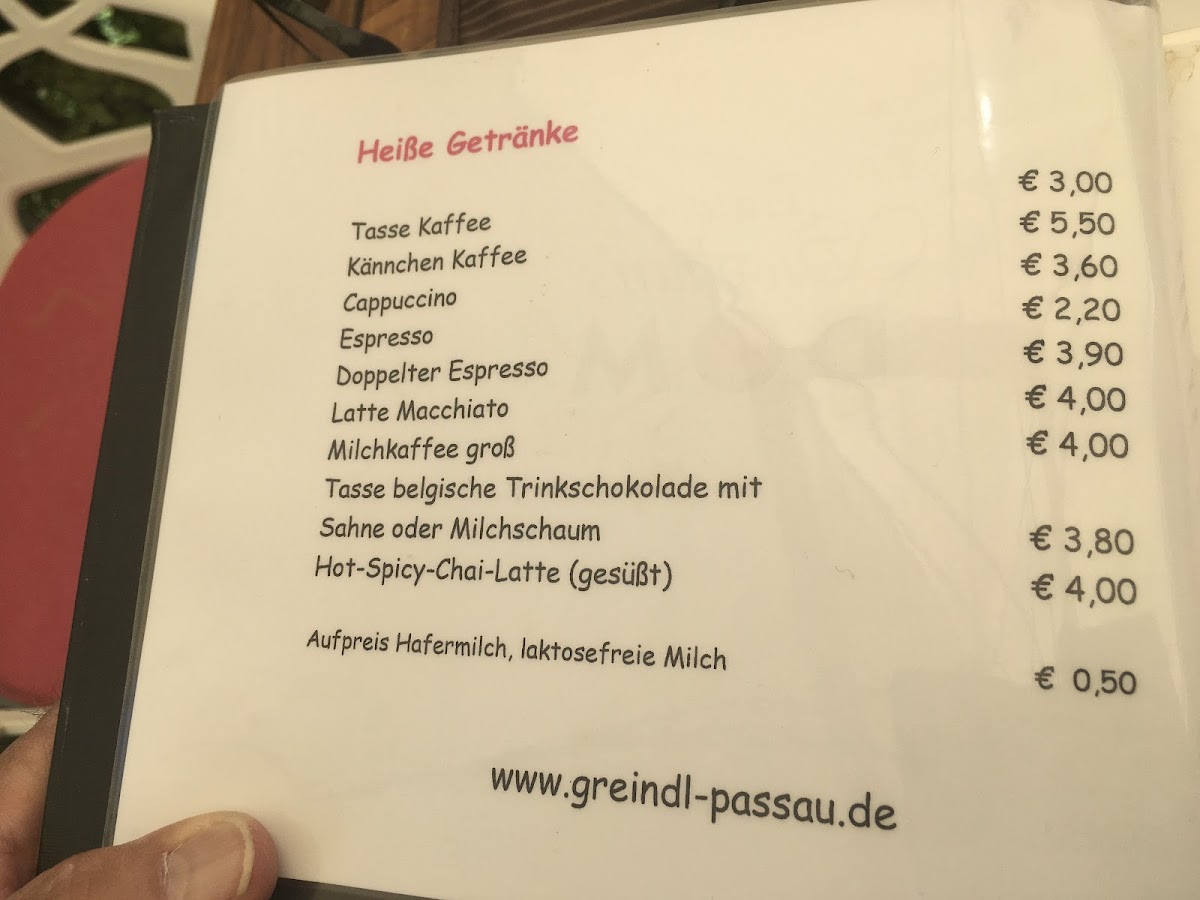 Heiße Getränke
Tasse Kaffee € 3,00
Kännchen Kaffee € 5,50
Cappuccino € 3,60
Espresso € 2,20
Doppelter Espresso € 3,90
Latte Macchiato € 4,00
Milchkaffee groß € 4,00
Tasse belgische Trinkschokolade mit
Sahne oder Milchschaum € 3,80
Hot-Spicy-Chai-Latte (gesüßt) € 4,00
Aufpreis Hafermilch, laktosefreie Milch € 0,50
www.greindl-passau.de